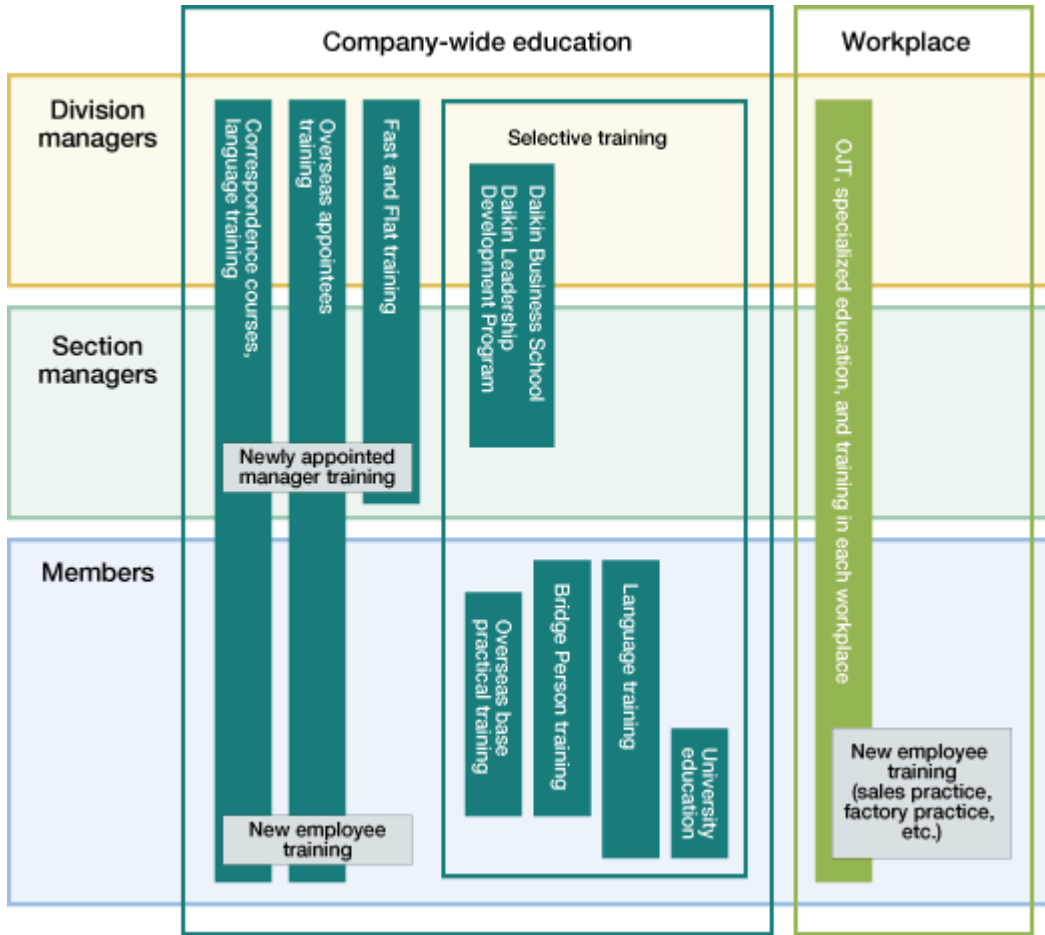 Company-wide education
Workplace
Division
managers
Correspondence courses,
language training
Overseas appointees
training
Fast and Flat training
Selective training
Daikin Business School
Daikin Leadership
Development Program
OJT, specialized education, and training in each workplace
Section
managers
Newly appointed
manager training
Members
Overseas base
practical training
Bridge Person training
Language training
University
education
New employee
training
New employee
training
(sales practice,
factory practice,
etc.)